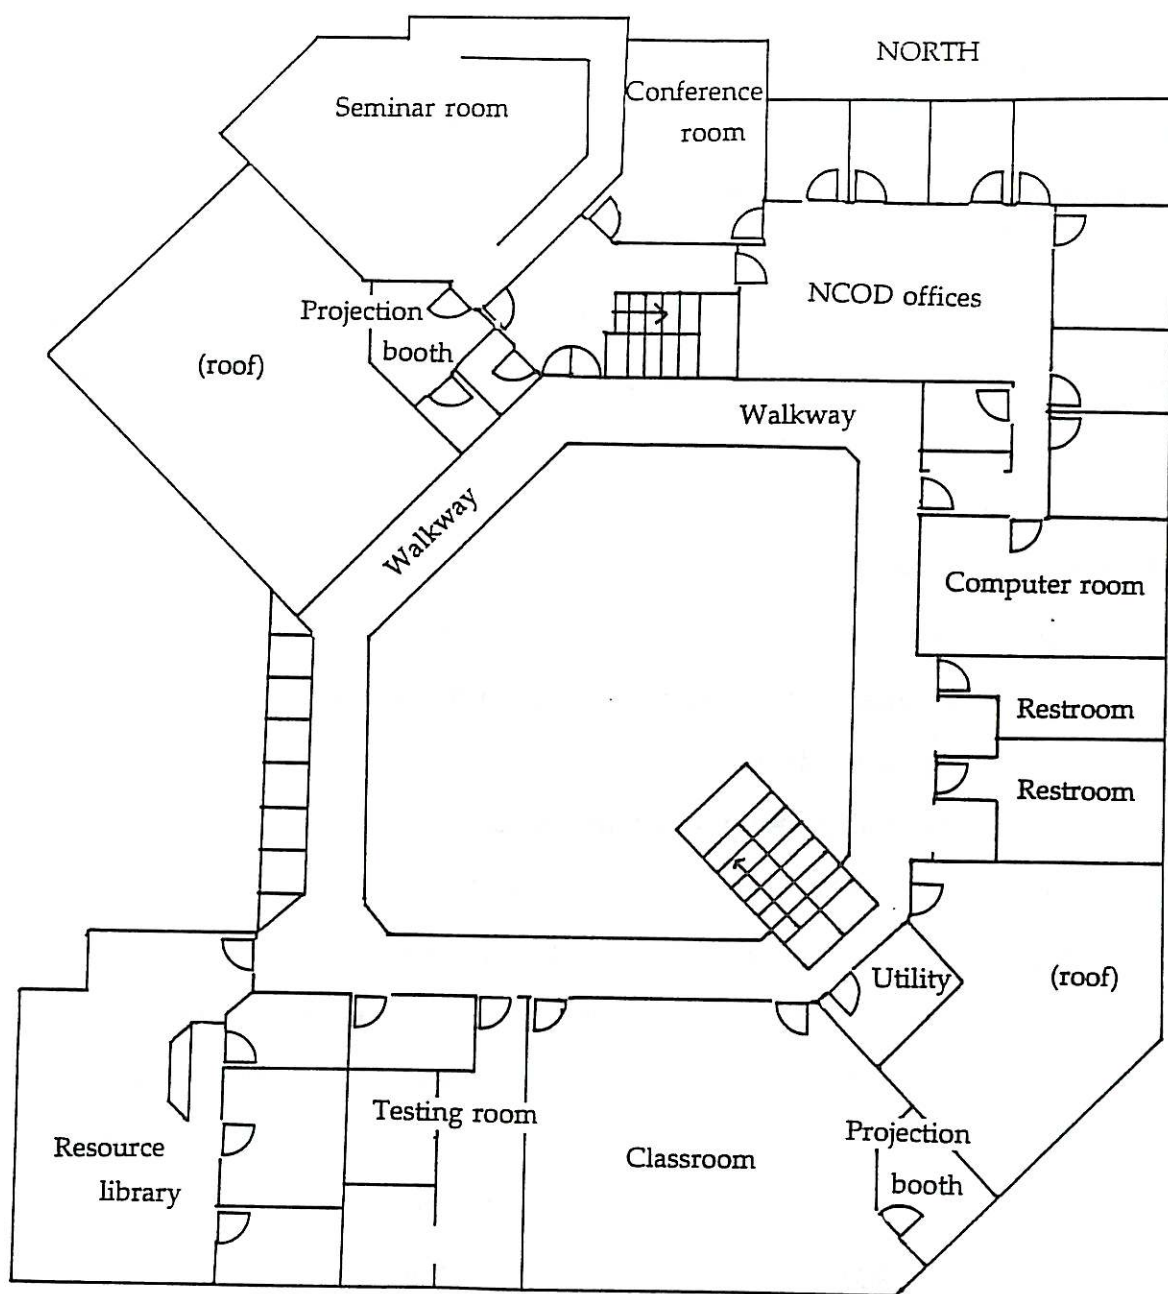 NORTH
Seminar room
Conference
room
NCOD offices
Projection
booth
(roof)
Walkway
Walkway
Computer room
Restroom
Restroom
Utility
(roof)
Testing room
Classroom
Projection
booth
Resource
library